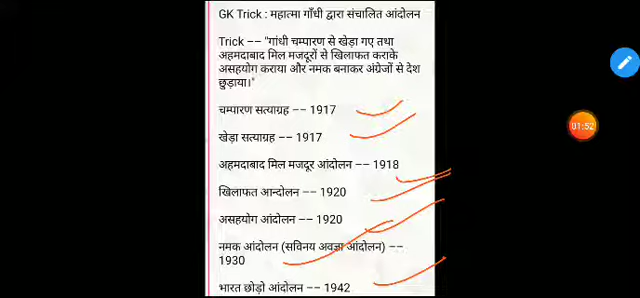 GK Trick : महात्मा गाँधी द्वारा संचालित आंदोलन
Trick –– "गांधी चम्पारण से खेड़ा गए तथा
अहमदाबाद मिल मजदूरों से खिलाफत कराके
असहयोग कराया और नमक बनाकर अंग्रेजों से देश
छुड़ाया।"
चम्पारण सत्याग्रह –– 1917
खेड़ा सत्याग्रह –– 1917
अहमदाबाद मिल मजदूर आंदोलन –– 1918
खिलाफत आन्दोलन –– 1920
असहयोग आंदोलन –– 1920
नमक आंदोलन (सविनय अवज्ञा आंदोलन) ––
1930
भारत छोड़ो आंदोलन –– 1942
01:52